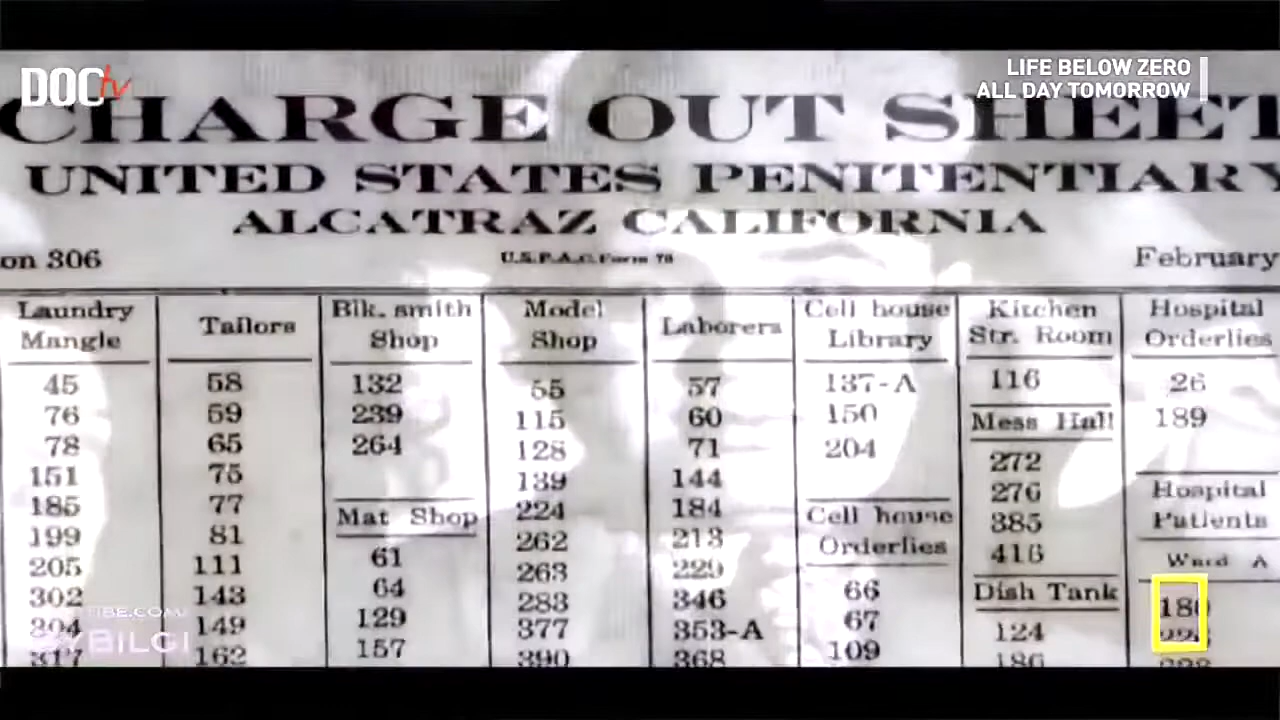 DOCtv
LIFE BELOW ZERO
ALL DAY TOMORROW
CHARGE OUT SHEET
UNITED STATES PENITENTIARY
ALCATRAZ CALIFORNIA
on 306
U.S.P.A.C. Form 78
February
Laundry Mangle
45
76
78
151
185
199
205
302
304
317
Tailors
58
59
65
75
77
81
111
143
149
162
Blk. smith Shop
132
239
264
Mat Shop
61
64
129
157
Model Shop
55
115
128
139
224
262
263
283
377
390
Laborers
57
60
71
144
184
213
229
346
353-A
368
Cell house Library
137-A
150
204
Cell house Orderlies
66
67
109
Kitchen Str. Room
116
Mess Hall
272
276
385
416
Dish Tank
124
186
Hospital Orderlies
26
189
Hospital Patients
Ward A
180
BILGI